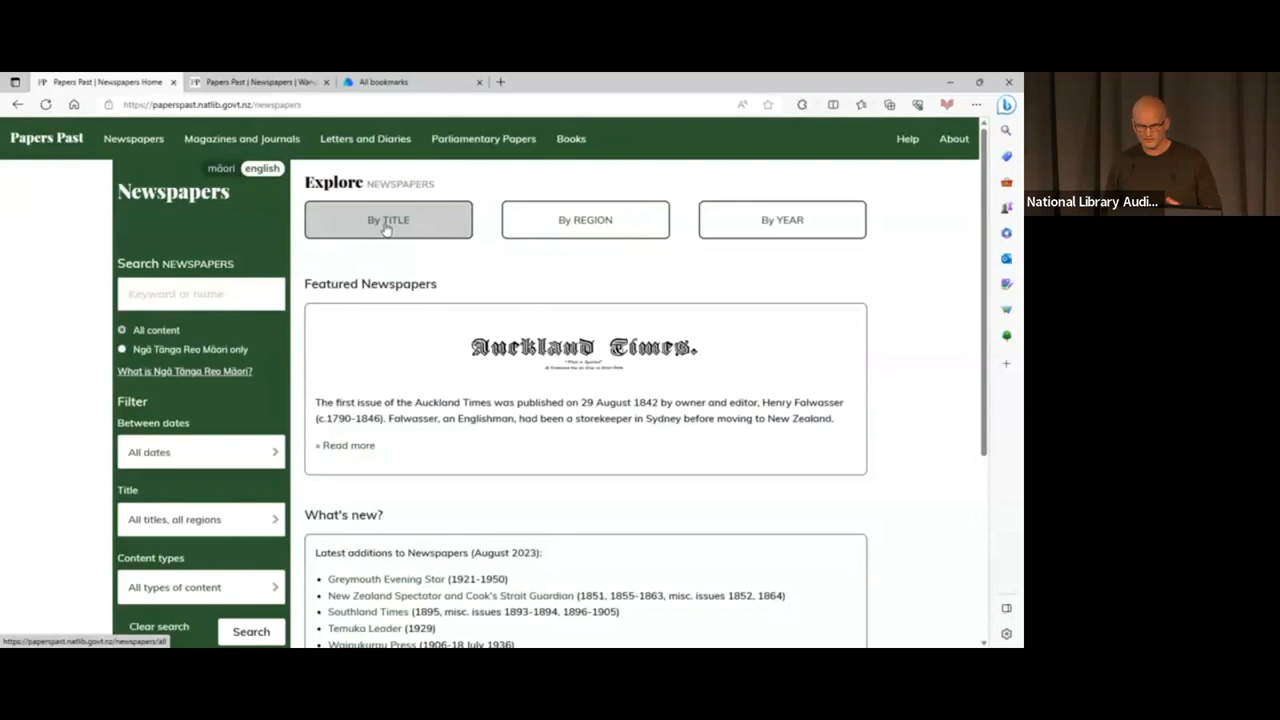 Papers Past | Newspapers Home
Papers Past | Newspapers | Wan
All bookmarks
https://paperspast.natlib.govt.nz/newspapers
Papers Past
Newspapers
Magazines and Journals
Letters and Diaries
Parliamentary Papers
Books
Help
About
māori
english
Newspapers
Search NEWSPAPERS
Keyword or name
All content
Ngā Tānga Reo Māori only
What is Ngā Tānga Reo Māori?
Filter
Between dates
All dates
Title
All titles, all regions
Content types
All types of content
Clear search
Search
https://paperspast.natlib.govt.nz/newspapers/all
Explore NEWSPAPERS
By TITLE
By REGION
By YEAR
Featured Newspapers
Auckland Times.
The first issue of the Auckland Times was published on 29 August 1842 by owner and editor, Henry Falwasser
(c.1790-1846). Falwasser, an Englishman, had been a storekeeper in Sydney before moving to New Zealand.
» Read more
What's new?
Latest additions to Newspapers (August 2023):
• Greymouth Evening Star (1921-1950)
• New Zealand Spectator and Cook's Strait Guardian (1851, 1855-1863, misc. issues 1852, 1864)
• Southland Times (1895, misc. issues 1893-1894, 1896-1905)
• Temuka Leader (1929)
• Waipukurau Press (1906-18 July 1936)
National Library Audi...